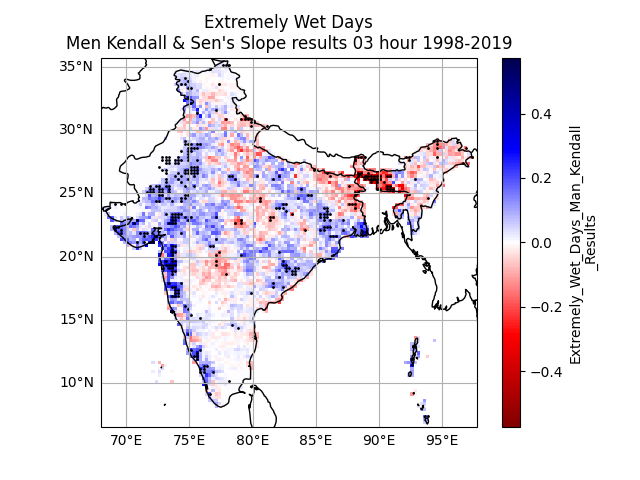 Extremely Wet Days
Men Kendall & Sen's Slope results 03 hour 1998-2019
35°N
30°N
25°N
20°N
15°N
10°N
70°E 75°E 80°E 85°E 90°E 95°E
0.4
0.2
0.0
−0.2
−0.4
Extremely_Wet_Days_Man_Kendall
_Results